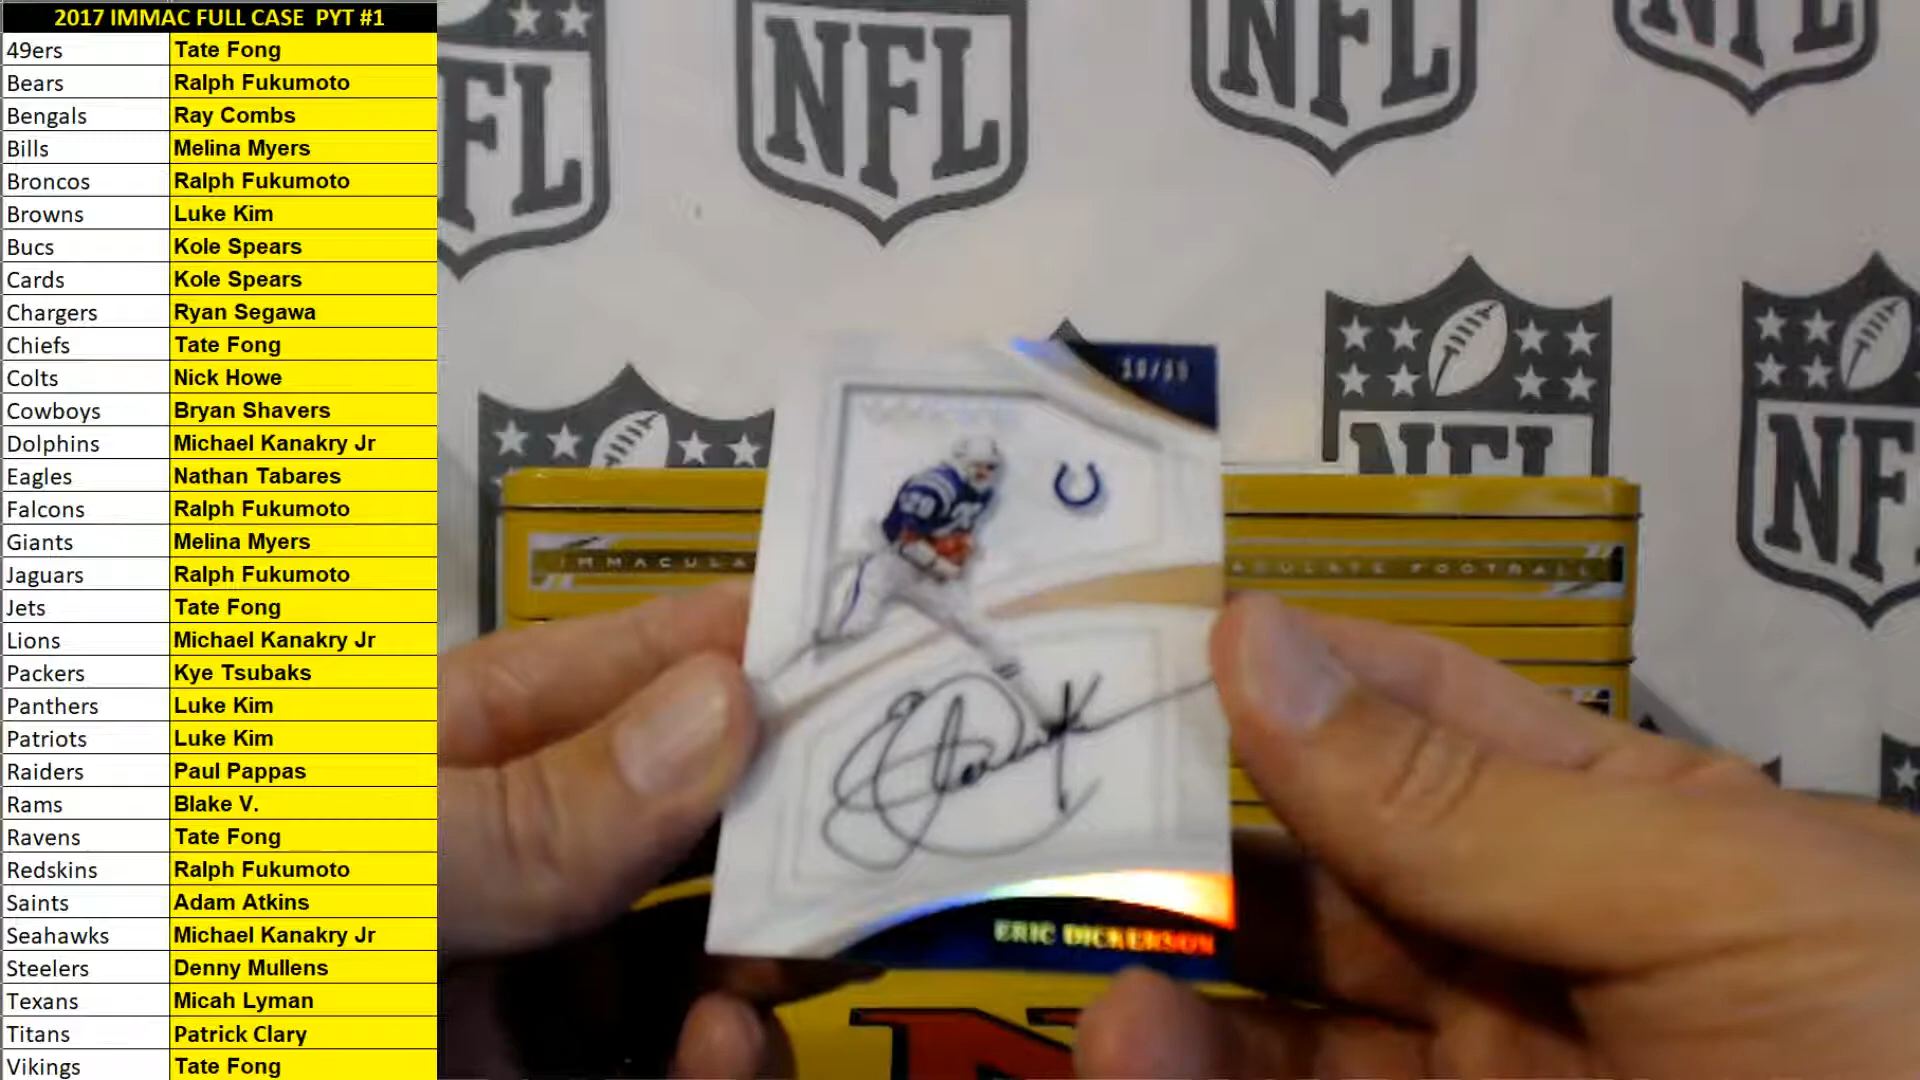 2017 IMMAC FULL CASE PYT #1
49ers Tate Fong
Bears Ralph Fukumoto
Bengals Ray Combs
Bills Melina Myers
Broncos Ralph Fukumoto
Browns Luke Kim
Bucs Kole Spears
Cards Kole Spears
Chargers Ryan Segawa
Chiefs Tate Fong
Colts Nick Howe
Cowboys Bryan Shavers
Dolphins Michael Kanakry Jr
Eagles Nathan Tabares
Falcons Ralph Fukumoto
Giants Melina Myers
Jaguars Ralph Fukumoto
Jets Tate Fong
Lions Michael Kanakry Jr
Packers Kye Tsubaks
Panthers Luke Kim
Patriots Luke Kim
Raiders Paul Pappas
Rams Blake V.
Ravens Tate Fong
Redskins Ralph Fukumoto
Saints Adam Atkins
Seahawks Michael Kanakry Jr
Steelers Denny Mullens
Texans Micah Lyman
Titans Patrick Clary
Vikings Tate Fong
NFL
NFL
NFL
NFL
NFL
NFL
FOOTBALL
ERIC DICKERSON